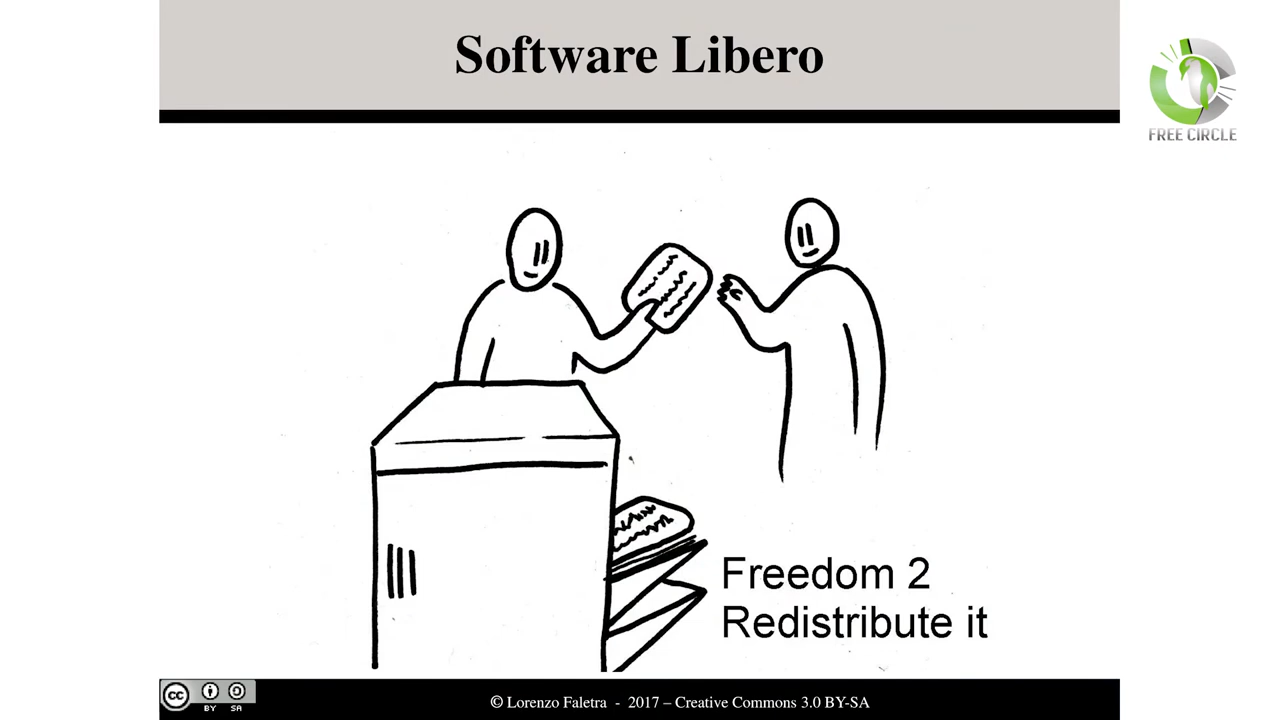 Software Libero
FREE CIRCLE
Freedom 2
Redistribute it
cc
BY SA
© Lorenzo Faletra - 2017 – Creative Commons 3.0 BY-SA